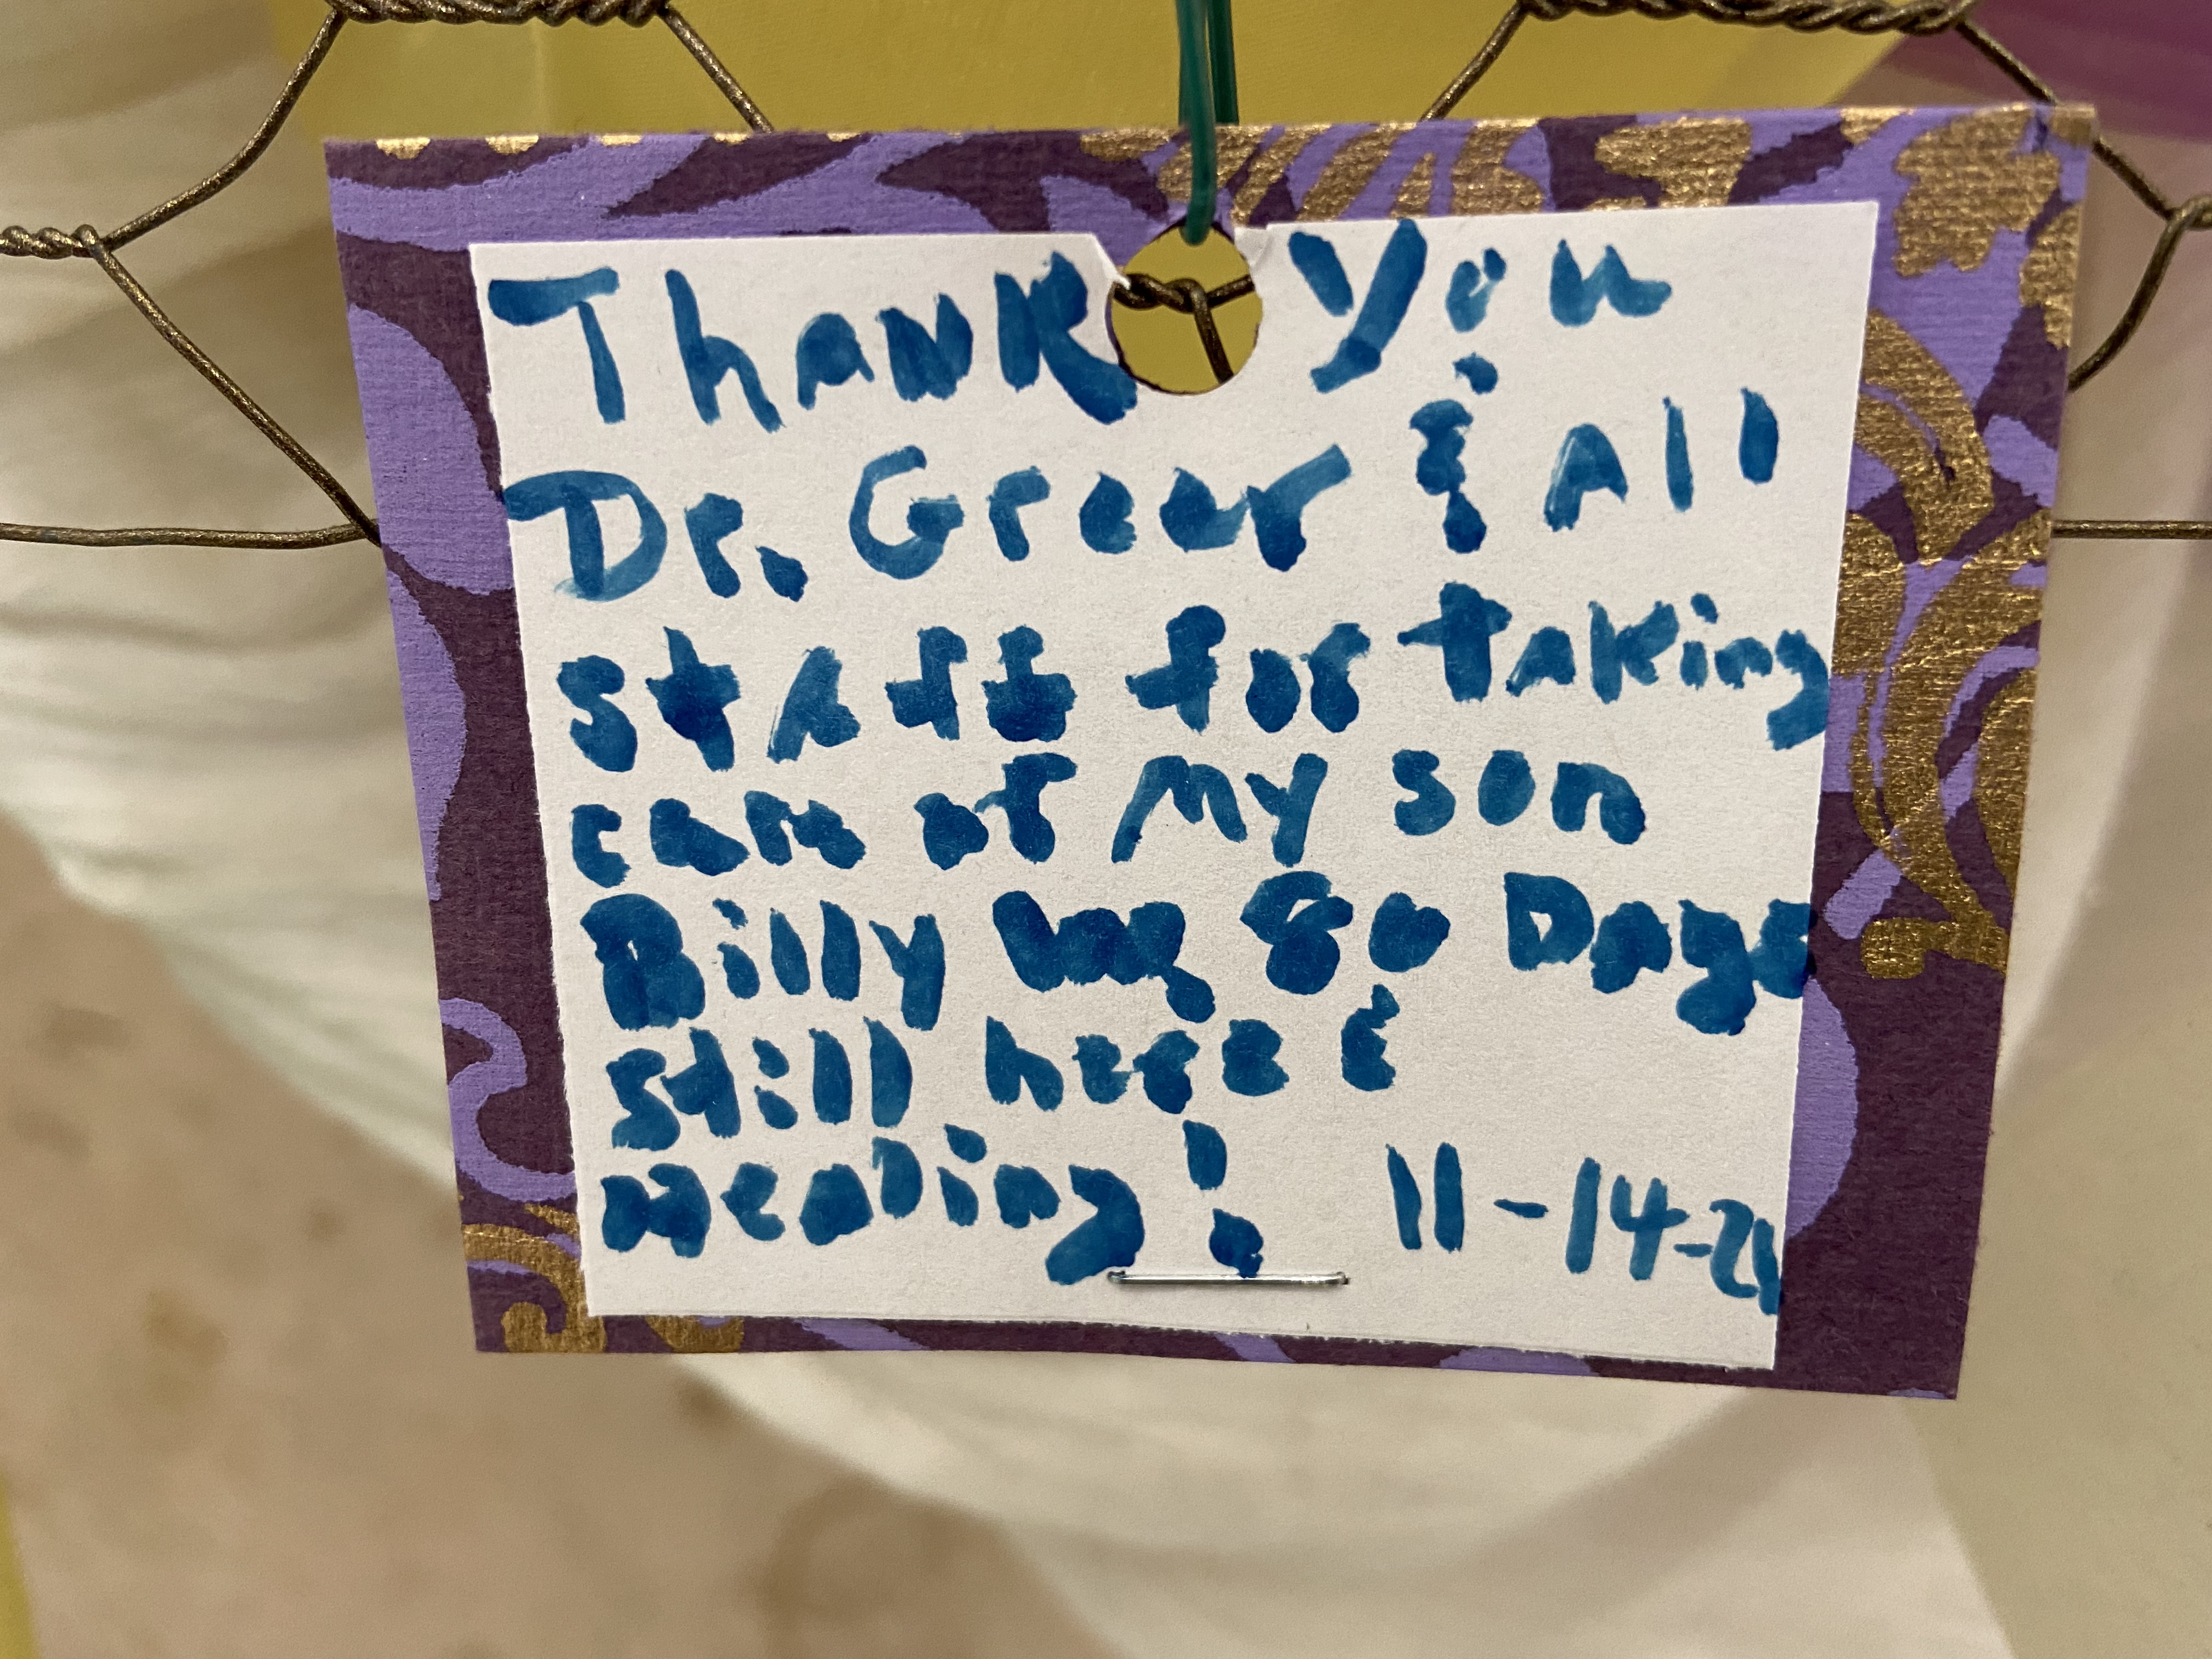 Thank You
Dr. Greer & All
staff for taking
care of my son
Billy 80 Days
still here &
Healing! 11-14-21